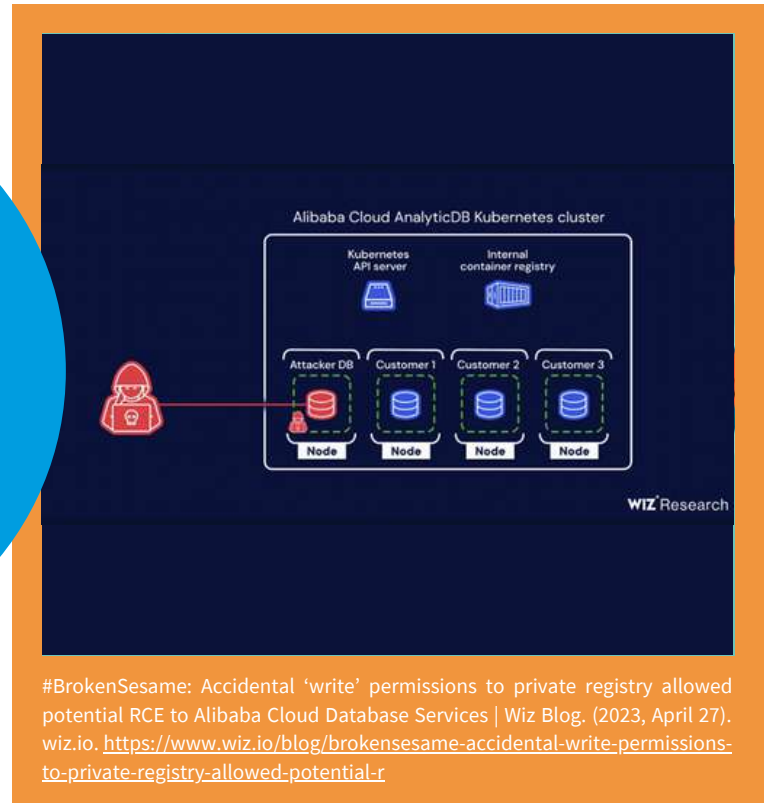 Alibaba Cloud AnalyticDB Kubernetes cluster
Kubernetes
API server
Internal
container registry
Attacker DB
Customer 1
Customer 2
Customer 3
Node
Node
Node
Node
WIZ Research
#BrokenSesame: Accidental ‘write’ permissions to private registry allowed
potential RCE to Alibaba Cloud Database Services | Wiz Blog. (2023, April 27).
wiz.io. https://www.wiz.io/blog/brokensesame-accidental-write-permissions-
to-private-registry-allowed-potential-r